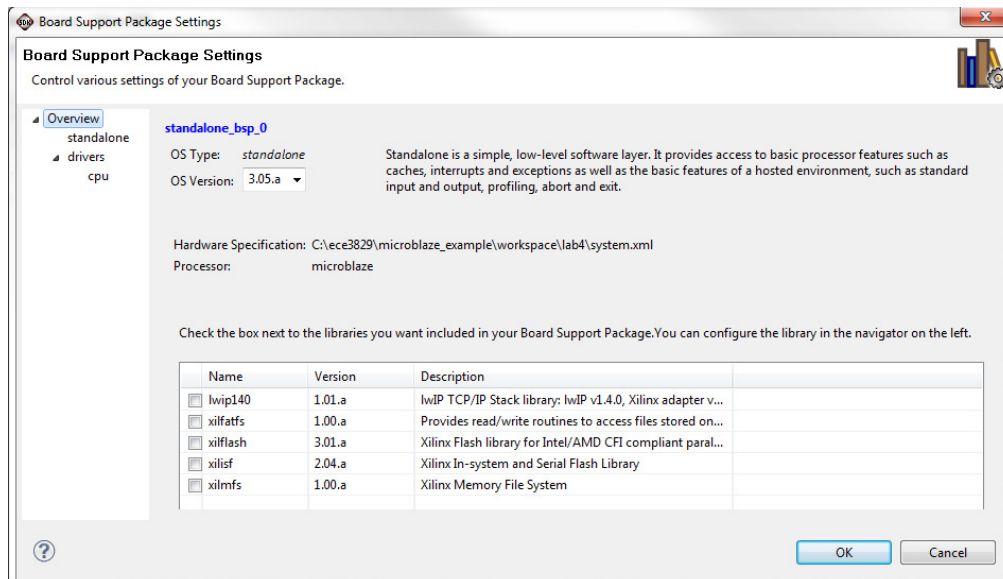 Board Support Package Settings
Board Support Package Settings
Control various settings of your Board Support Package.
Overview
standalone
drivers
cpu
standalone_bsp_0
OS Type: standalone
OS Version: 3.05.a
Standalone is a simple, low-level software layer. It provides access to basic processor features such as
caches, interrupts and exceptions as well as the basic features of a hosted environment, such as standard
input and output, profiling, abort and exit.
Hardware Specification: C:\ece3829\microblaze_example\workspace\lab4\system.xml
Processor: microblaze
Check the box next to the libraries you want included in your Board Support Package.You can configure the library in the navigator on the left.
Name Version Description
lwip140 1.01.a lwIP TCP/IP Stack library: lwIP v1.4.0, Xilinx adapter v...
xilfatfs 1.00.a Provides read/write routines to access files stored on...
xilflash 3.01.a Xilinx Flash library for Intel/AMD CFI compliant paral...
xilisf 2.04.a Xilinx In-system and Serial Flash Library
xilmfs 1.00.a Xilinx Memory File System
?
OK Cancel